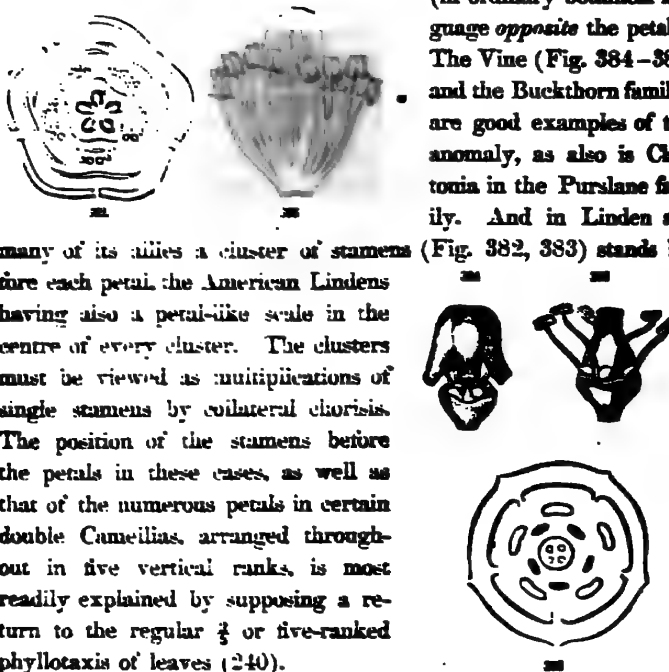 (in ordinary botanical
guage opposite the petal
The Vine (Fig. 384–38
and the Buckthorn famil
are good examples of t
anomaly, as also is Cl
tonia in the Purslane fa
ily. And in Linden a
many of its allies a cluster of stamens (Fig. 382, 383) stands
fore each petal, the American Lindens
having also a petal-like scale in the
centre of every cluster. The clusters
must be viewed as multiplications of
single stamens by collateral chorisis.
The position of the stamens before
the petals in these cases, as well as
that of the numerous petals in certain
double Camellias, arranged through-
out in five vertical ranks, is most
readily explained by supposing a re-
turn to the regular ⅖ or five-ranked
phyllotaxis of leaves (240).